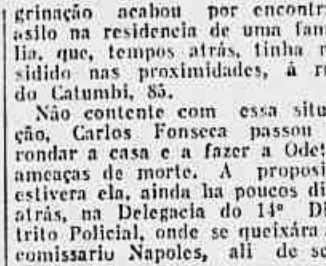 grinação acabou por encontr
asilo na residencia de uma fam
lia, que, tempos atrás, tinha r
sidido nas proximidades, á r
do Catumbi, 85.
Não contente com essa situ
ção, Carlos Fonseca passou
rondar a casa e a fazer a Odet
ameaças de morte. A proposi
estivera ela, ainda ha poucos di
atrás, na Delegacia do 14º Di
trito Policial, onde se queixára
comissario Napoles, ali de se